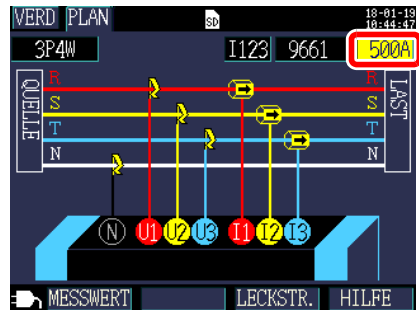 VERD PLAN SD 18-01-19
10:44:47
3P4W I123 9661 500A
QUELLE
R R
S S
T T
N N
LAST
N U1 U2 U3 I1 I2 I3
MESSWERT LECKSTR. HILFE